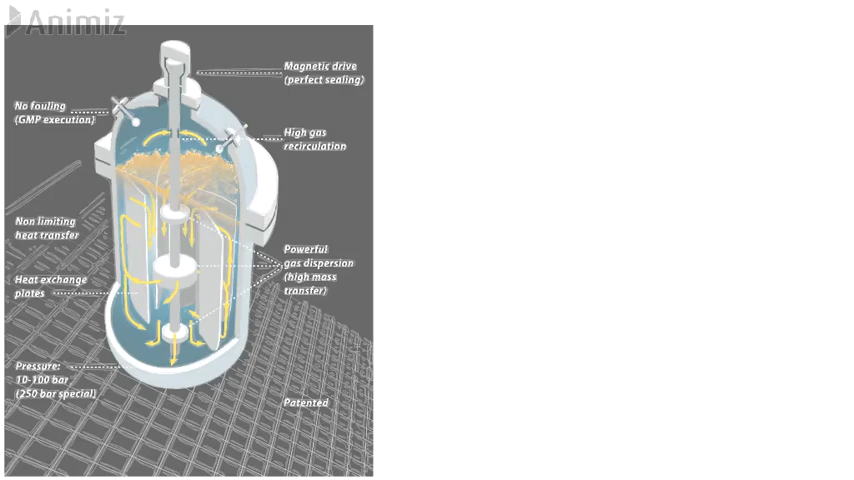 Animiz
Magnetic drive
(perfect sealing)
No fouling
(GMP execution)
High gas
recirculation
Non limiting
heat transfer
Powerful
gas dispersion
(high mass
transfer)
Heat exchange
plates
Pressure:
10-100 bar
(250 bar special)
Patented